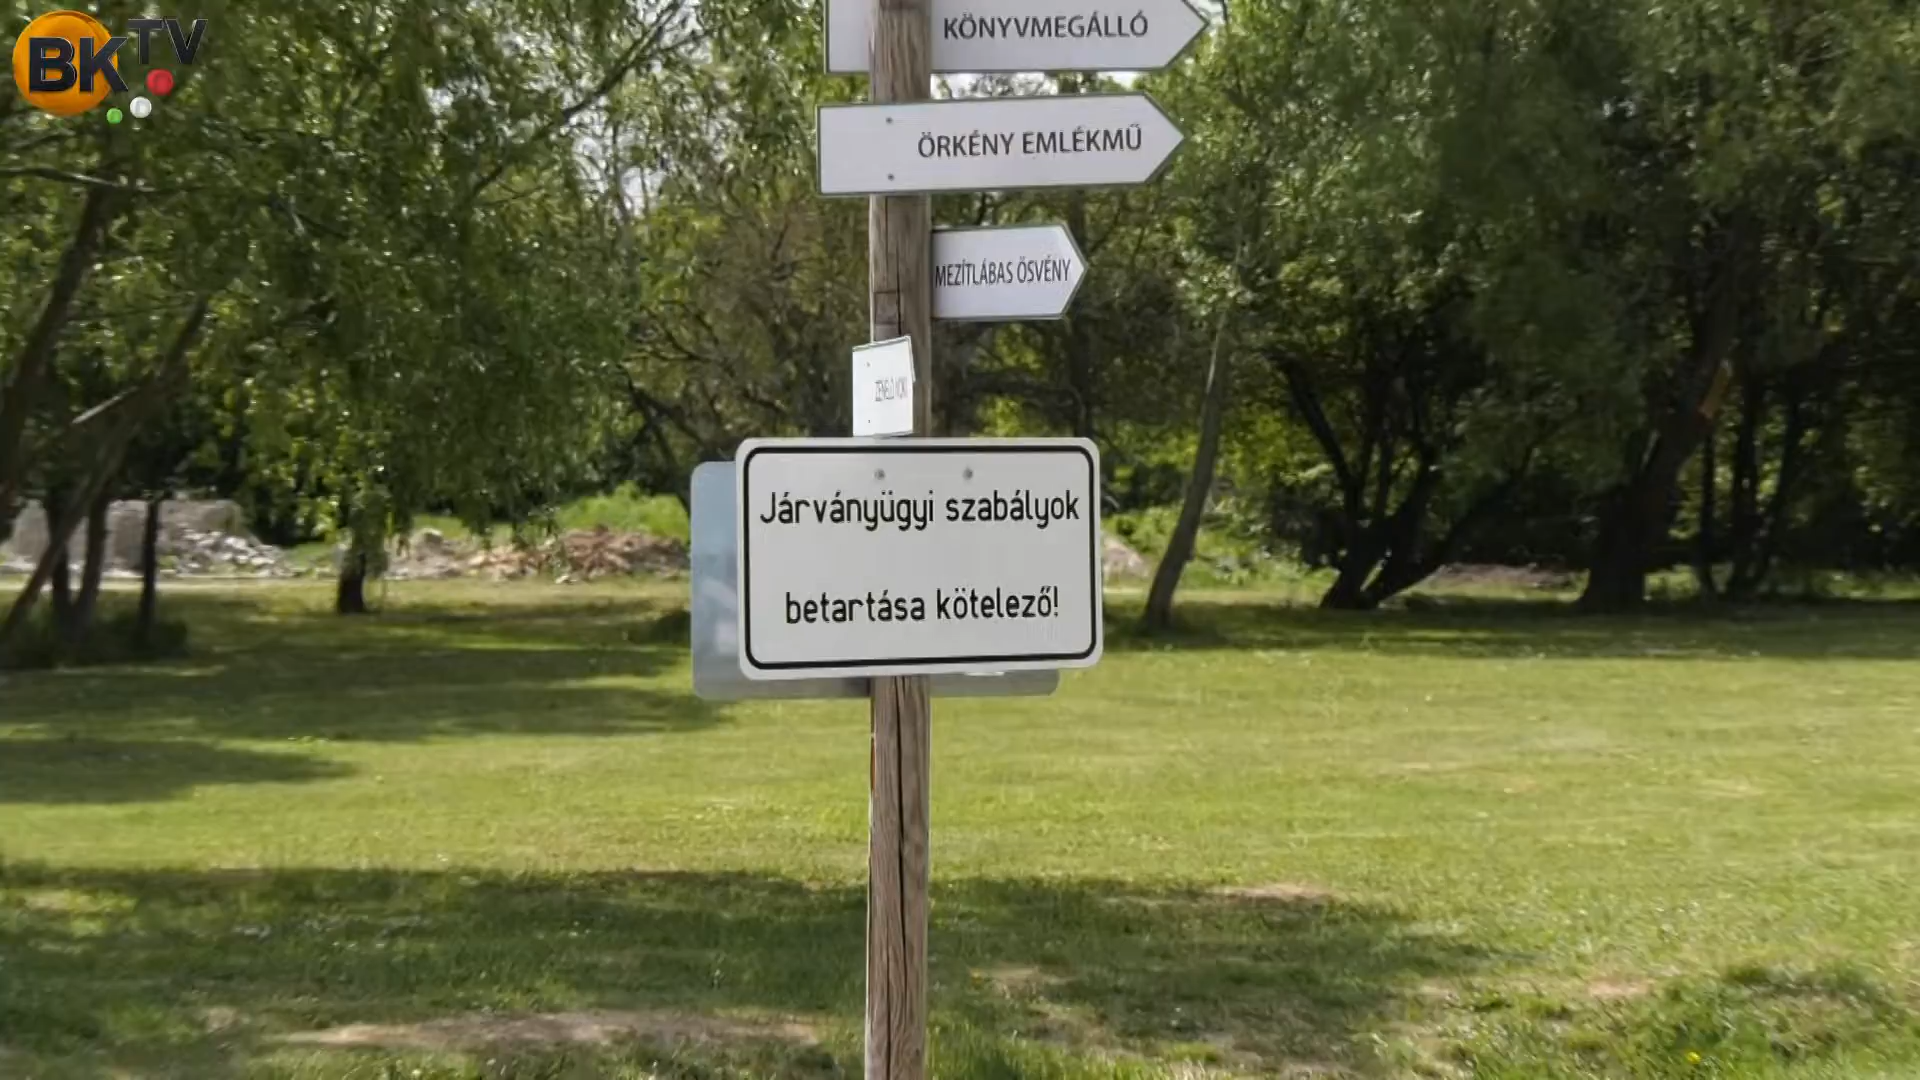 BKTV
KÖNYVMEGÁLLÓ
ÖRKÉNY EMLÉKMŰ
MEZÍTLÁBAS ÖSVÉNY
Járványügyi szabályok
betartása kötelező!